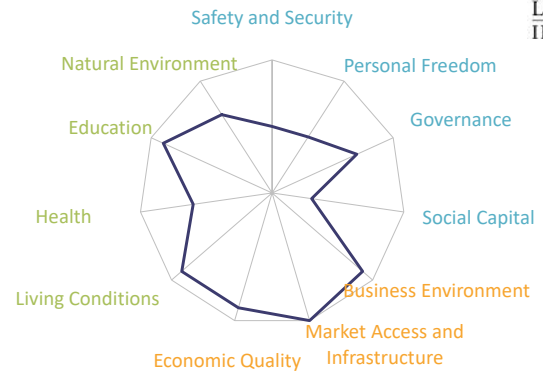 Safety and Security
Natural Environment
Personal Freedom
Education
Governance
Health
Social Capital
Living Conditions
Business Environment
Market Access and
Infrastructure
Economic Quality